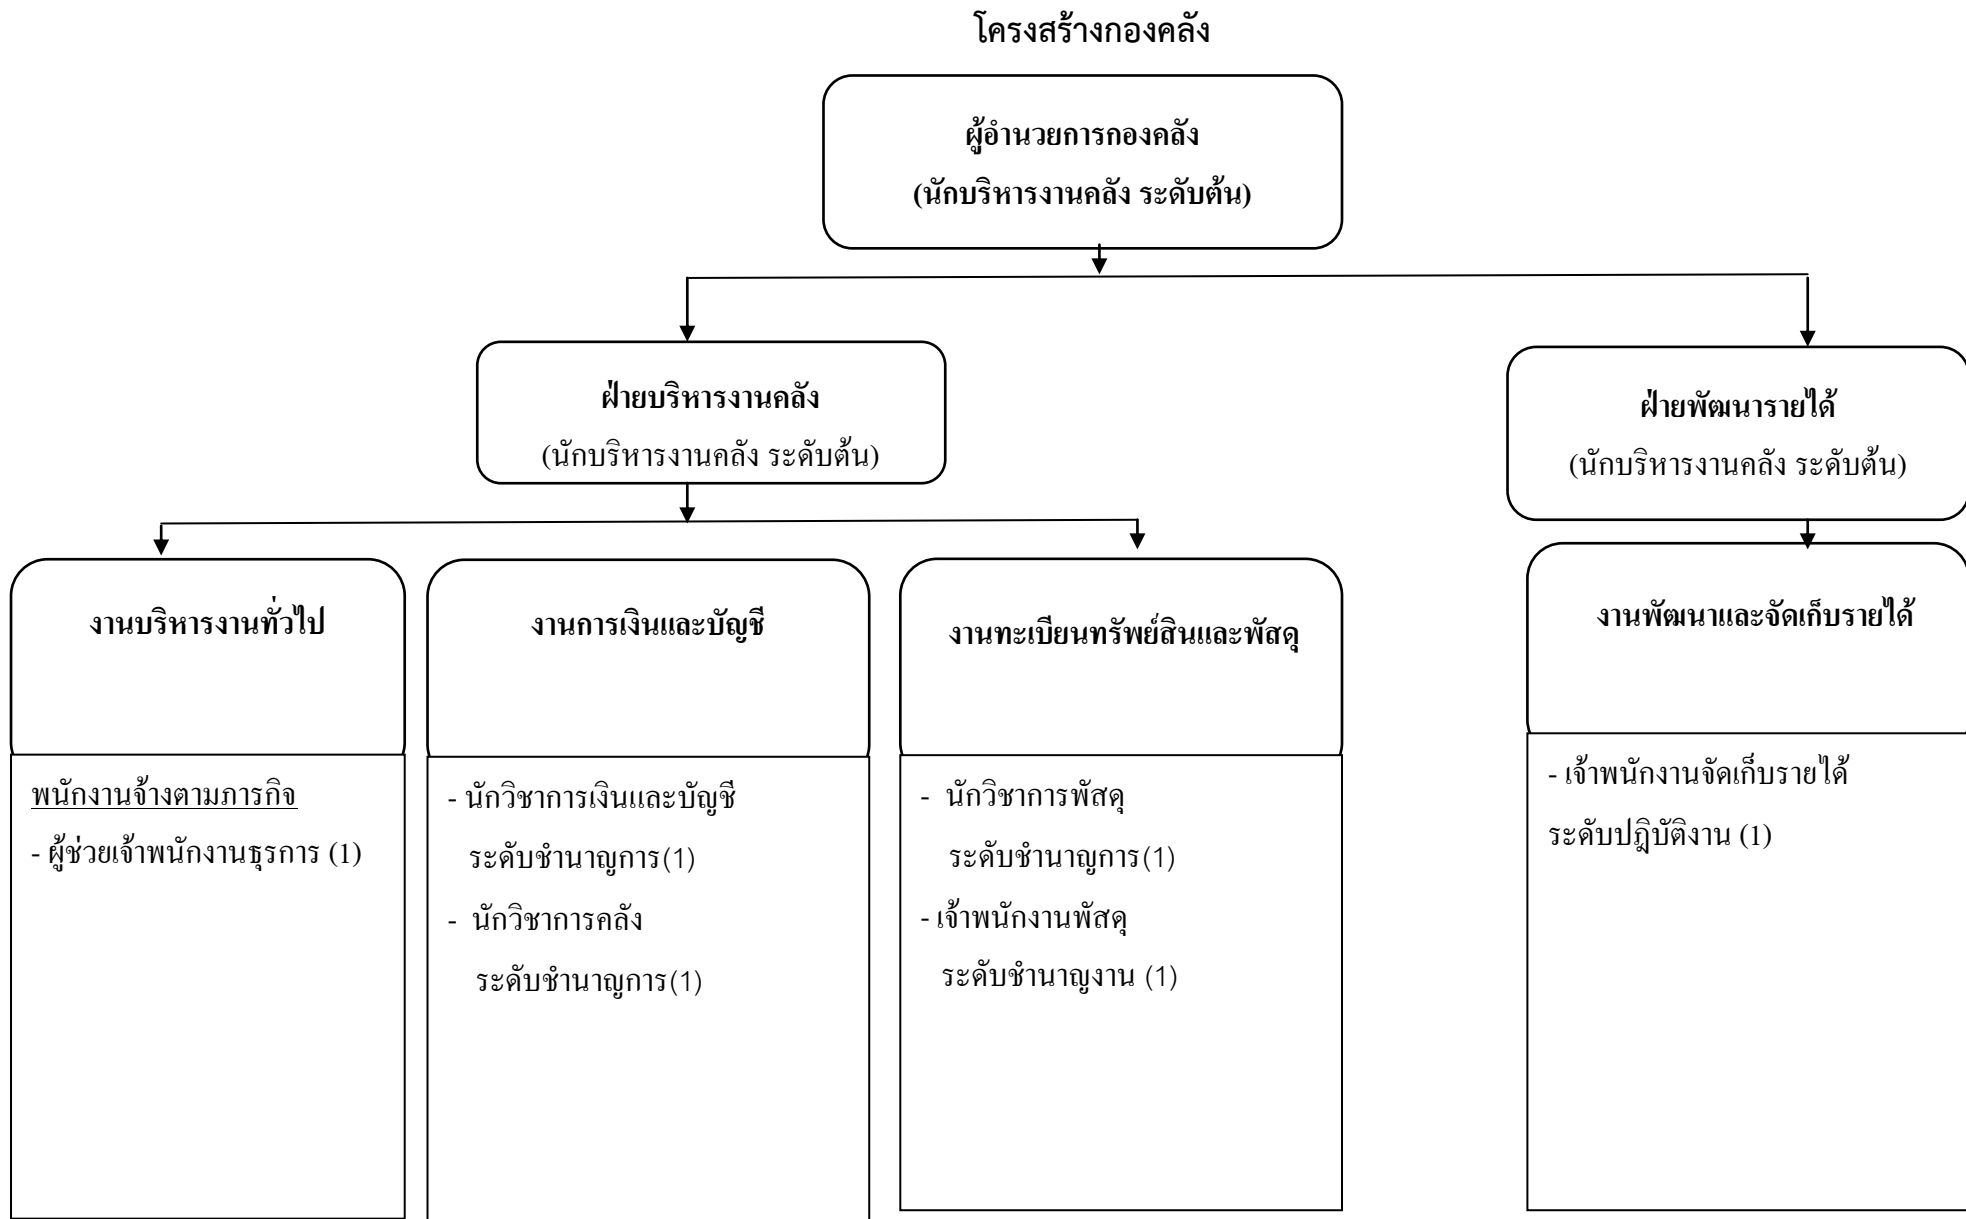 โครงสร้างกองคลัง
ผู้อำนวยการกองคลัง
(นักบริหารงานคลัง ระดับต้น)
ฝ่ายบริหารงานคลัง
(นักบริหารงานคลัง ระดับต้น)
ฝ่ายพัฒนารายได้
(นักบริหารงานคลัง ระดับต้น)
งานบริหารงานทั่วไป
พนักงานจ้างตามภารกิจ
- ผู้ช่วยเจ้าพนักงานธุรการ (1)
งานการเงินและบัญชี
- นักวิชาการเงินและบัญชี
ระดับชำนาญการ(1)
- นักวิชาการคลัง
ระดับชำนาญการ(1)
งานทะเบียนทรัพย์สินและพัสดุ
- นักวิชาการพัสดุ
ระดับชำนาญการ(1)
- เจ้าพนักงานพัสดุ
ระดับชำนาญงาน (1)
งานพัฒนาและจัดเก็บรายได้
- เจ้าพนักงานจัดเก็บรายได้
ระดับปฏิบัติงาน (1)